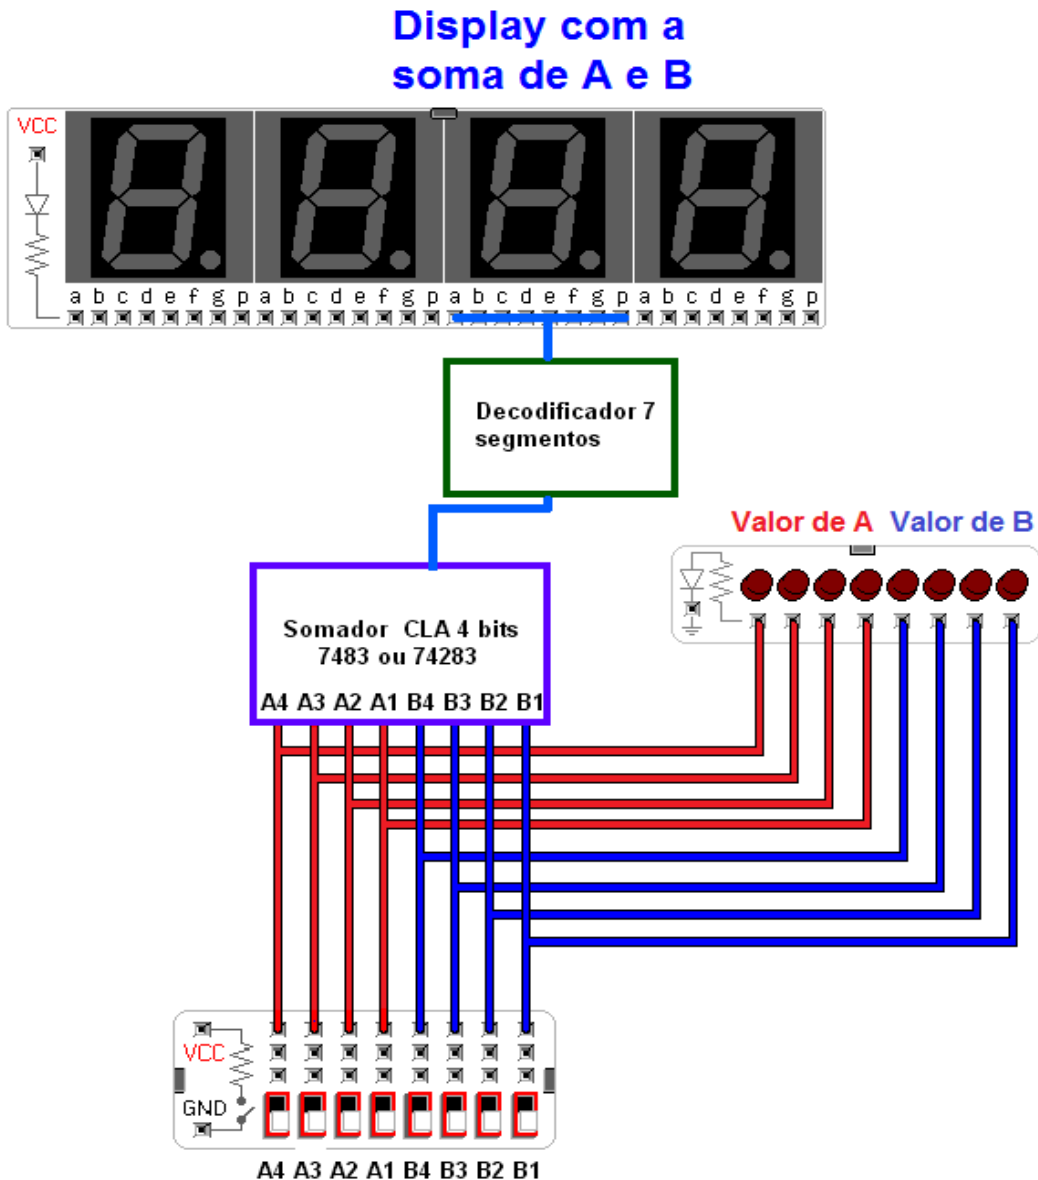 Display com a
soma de A e B
VCC
a b c d e f g p a b c d e f g p a b c d e f g p a b c d e f g p
Decodificador 7
segmentos
Valor de A Valor de B
Somador CLA 4 bits
7483 ou 74283
A4 A3 A2 A1 B4 B3 B2 B1
VCC
GND
A4 A3 A2 A1 B4 B3 B2 B1